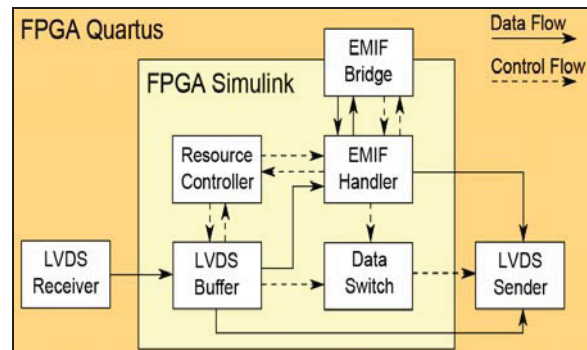 FPGA Quartus
EMIF
Bridge
Data Flow
Control Flow
FPGA Simulink
Resource
Controller
EMIF
Handler
LVDS
Receiver
LVDS
Buffer
Data
Switch
LVDS
Sender